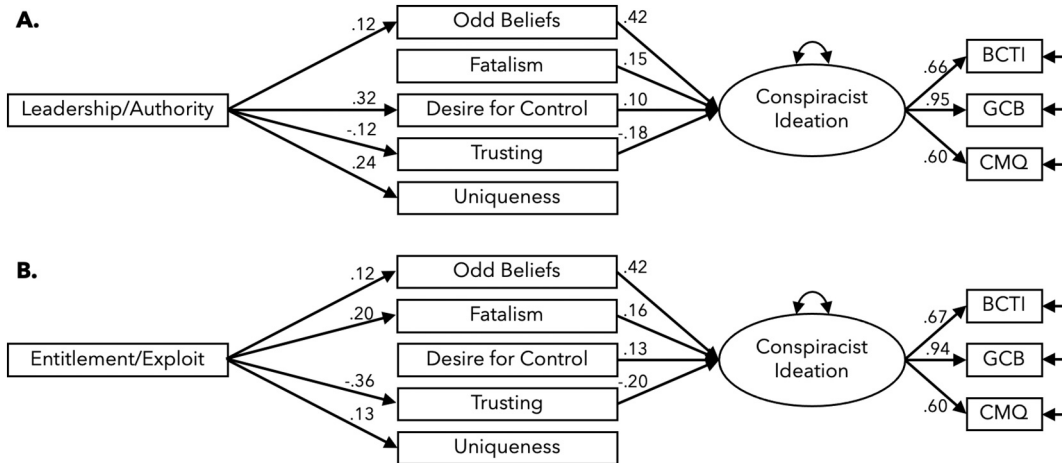 A.
Leadership/Authority
.12
.32
-.12
.24
Odd Beliefs
Fatalism
Desire for Control
Trusting
Uniqueness
.42
.15
.10
-.18
Conspiracist
Ideation
.66
.95
.60
BCTI
GCB
CMQ
B.
Entitlement/Exploit
.12
.20
-.36
.13
Odd Beliefs
Fatalism
Desire for Control
Trusting
Uniqueness
.42
.16
.13
-.20
Conspiracist
Ideation
.67
.94
.60
BCTI
GCB
CMQ